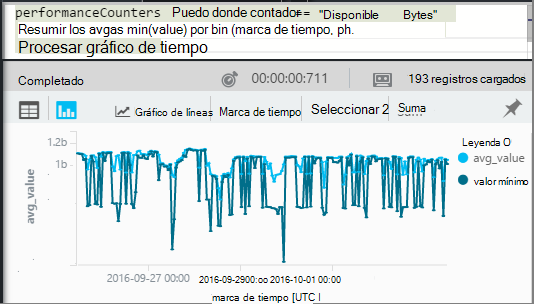 performanceCounters Puedo donde contador== "Disponible Bytes"
Resumir los avgas min(value) por bin (marca de tiempo, ph.
Procesar gráfico de tiempo
Completado 00:00:00:711 193 registros cargados
Gráfico de líneas Marca de tiempo Seleccionar 2 Suma
1.2b
1b
avg_value
Leyenda O
avg_value
valor mínimo
2016-09-27 00:00 2016-09-2900:oo 2016-10-01 00:00
marca de tiempo [UTC I